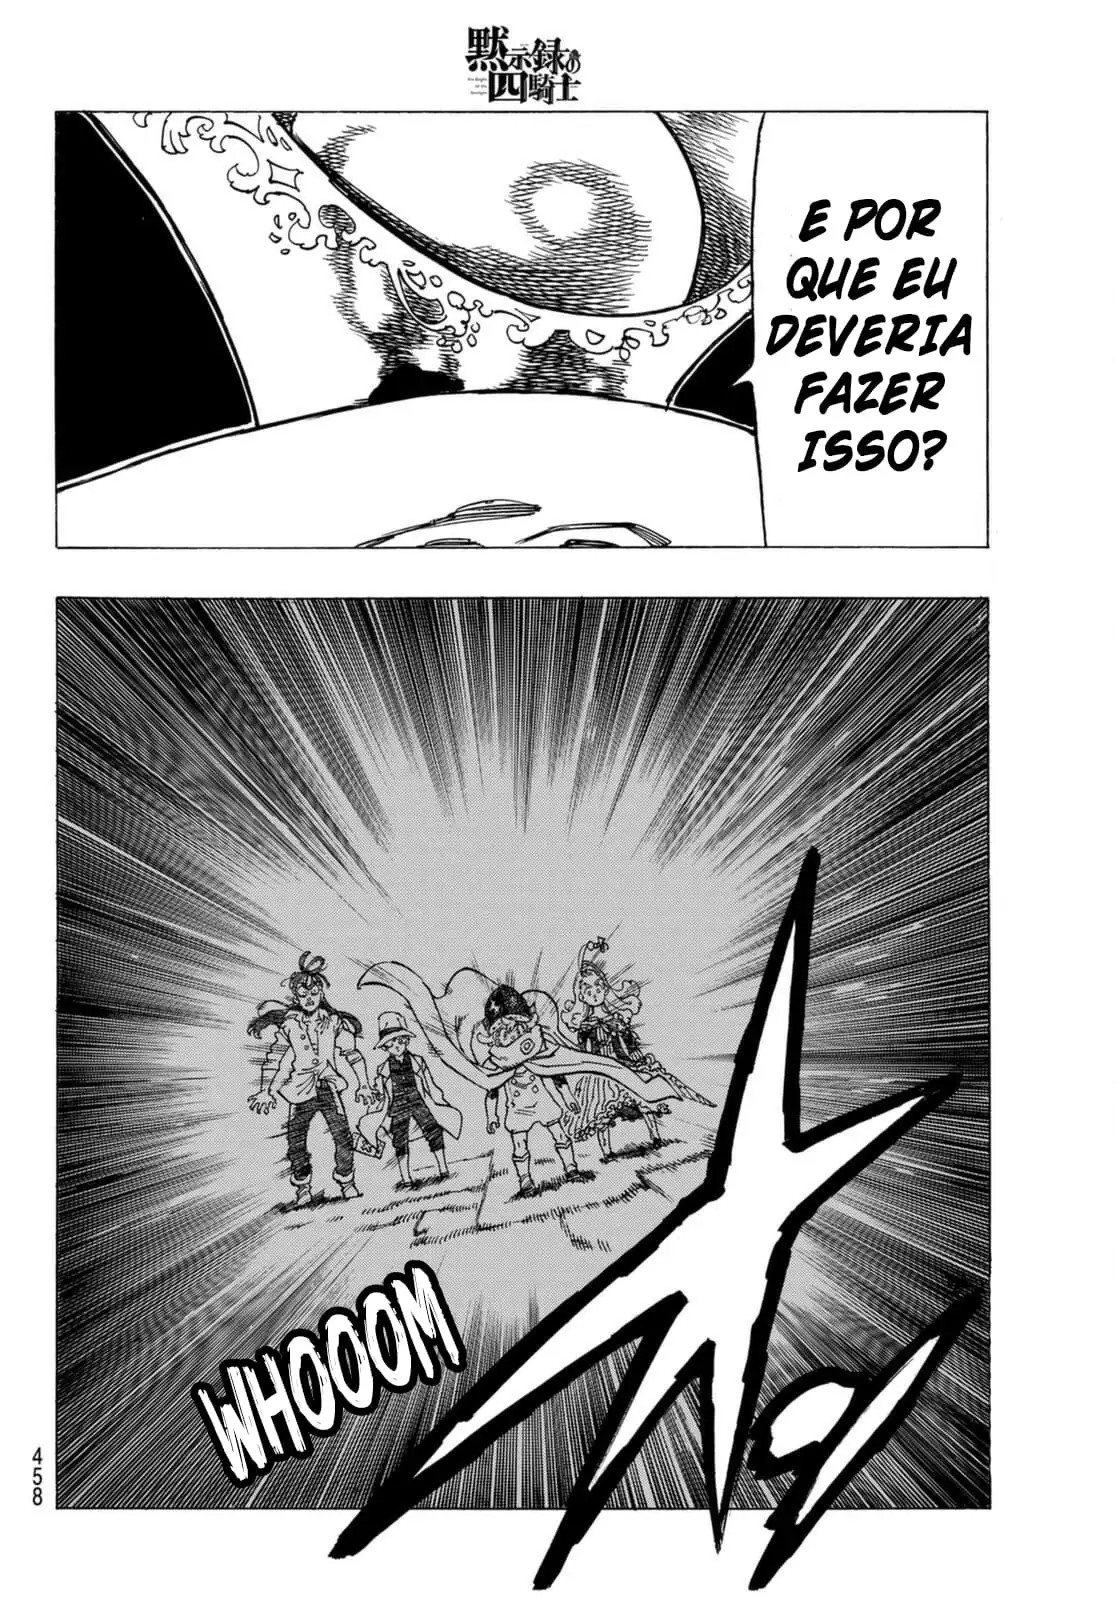 黙示録の
四騎士
E POR
QUE EU
DEVERIA
FAZER
ISSO?
WHOOOM
458